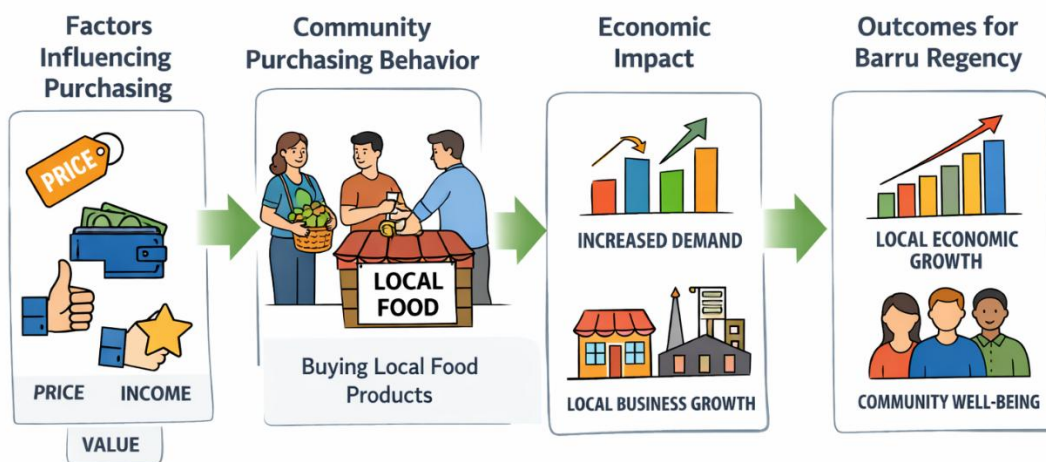 Factors
Influencing
Purchasing
PRICE
PRICE INCOME
VALUE
Community
Purchasing Behavior
LOCAL
FOOD
Buying Local Food
Products
Economic
Impact
INCREASED DEMAND
LOCAL BUSINESS GROWTH
Outcomes for
Barru Regency
LOCAL ECONOMIC
GROWTH
COMMUNITY WELL-BEING